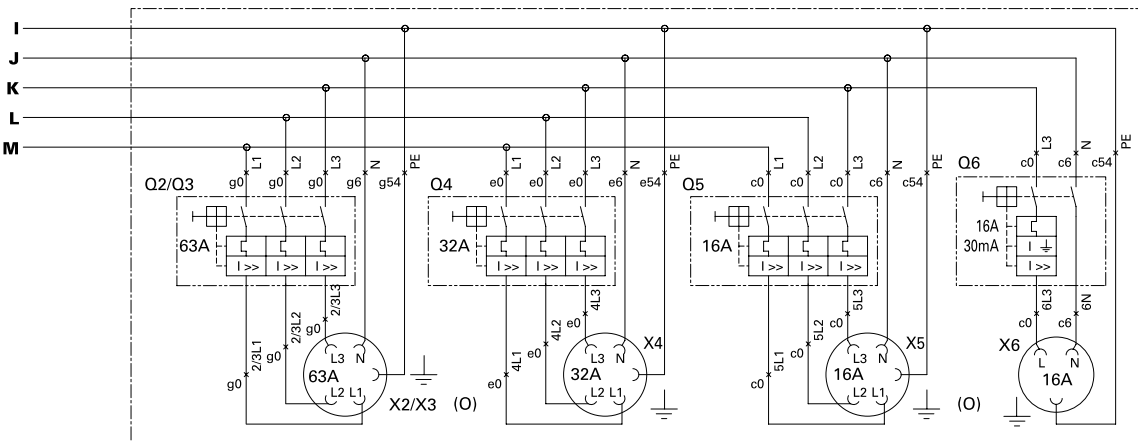 I
J
K
L
M
L1 L2 L3 N PE
g0 g0 g0 g6 g54
L1 L2 L3 N PE
e0 e0 e0 e6 e54
L1 L2 L3 N PE
c0 c0 c0 c6 c54
L3 N PE
c0 c6 c54
Q2/Q3
Q4
Q5
Q6
63A
I >> I >> I >>
32A
I >> I >> I >>
16A
I >> I >> I >>
16A
30mA
I
I >>
2/3L1 2/3L2 2/3L3
g0 g0 g0
4L1 4L2 4L3
e0 e0 e0
5L1 5L2 5L3
c0 c0 c0
6L3 6N
c0 c6
L3 N
63A
L2 L1
X2/X3 (O)
L3 N
32A
L2 L1
X4
L3 N
16A
L2 L1
X5
(O)
X6
L N
16A